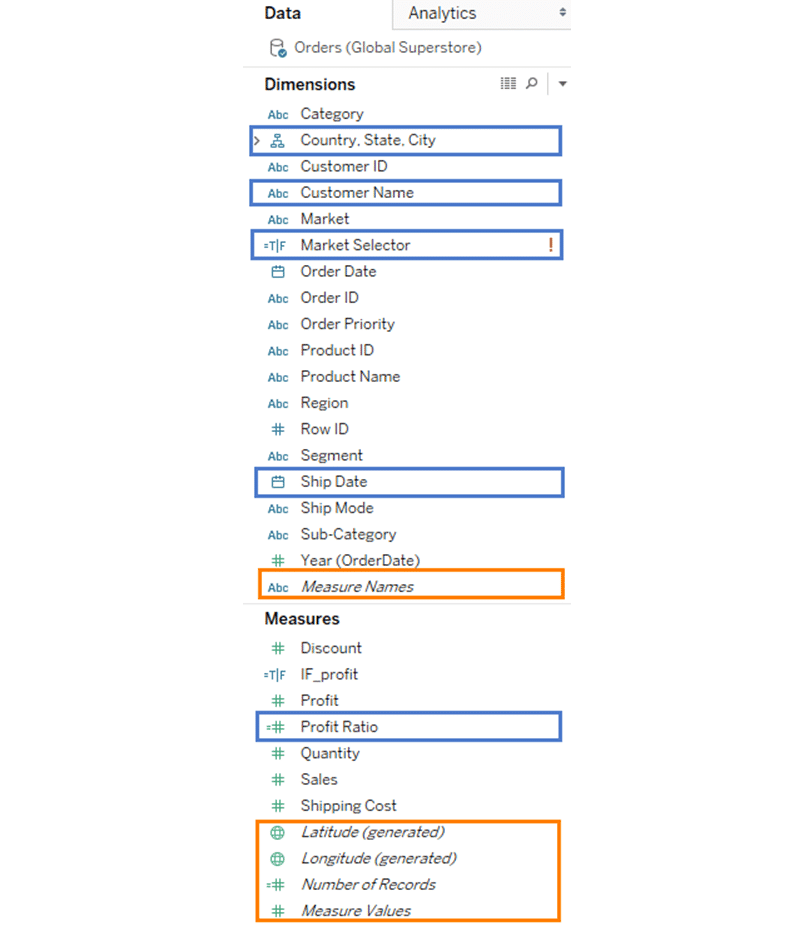 Data Analytics
Orders (Global Superstore)
Dimensions
Abc Category
Country, State, City
Abc Customer ID
Abc Customer Name
Abc Market
=T|F Market Selector !
Order Date
Abc Order ID
Abc Order Priority
Abc Product ID
Abc Product Name
Abc Region
# Row ID
Abc Segment
Ship Date
Abc Ship Mode
Abc Sub-Category
# Year (OrderDate)
Abc Measure Names
Measures
# Discount
=T|F IF_profit
# Profit
=# Profit Ratio
# Quantity
# Sales
# Shipping Cost
Latitude (generated)
Longitude (generated)
=# Number of Records
# Measure Values